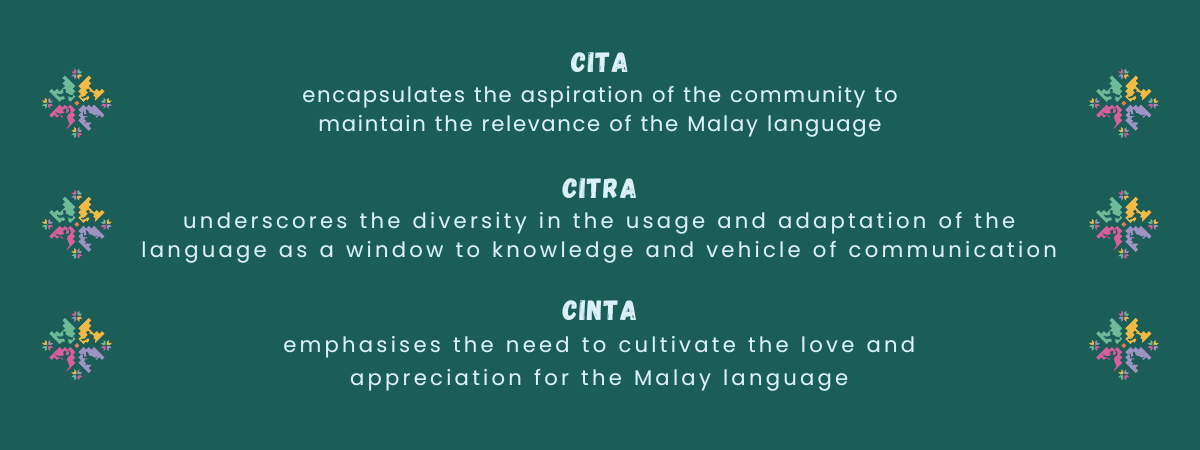 CITA
encapsulates the aspiration of the community to
maintain the relevance of the Malay language
CITRA
underscores the diversity in the usage and adaptation of the
language as a window to knowledge and vehicle of communication
CINTA
emphasises the need to cultivate the love and
appreciation for the Malay language